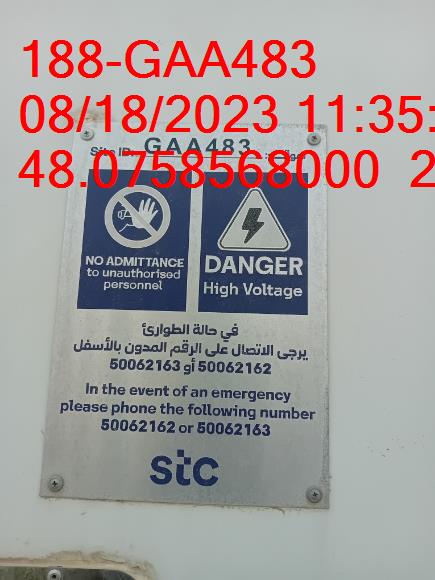 188-GAA483
08/18/2023 11:35:
48.0758568000 2
Site ID. GAA483
NO ADMITTANCE
to unauthorised
personnel
DANGER
High Voltage
في حالة الطوارئ
يرجى الاتصال على الرقم المدون بالأسفل
50062162 أو 50062163
In the event of an emergency
please phone the following number
50062162 or 50062163
stc